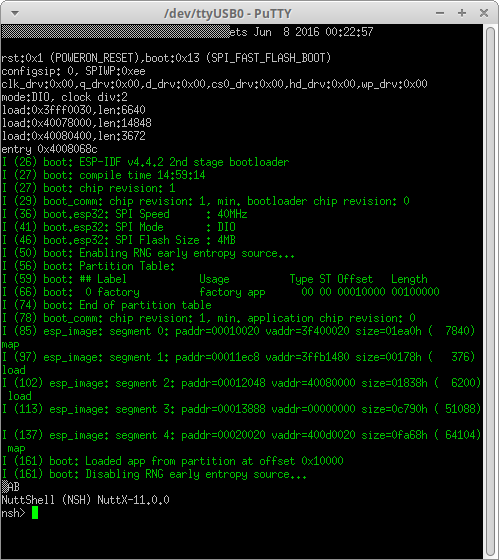 /dev/ttyUSB0 - PuTTY
ets Jun  8 2016 00:22:57
rst:0x1 (POWERON_RESET),boot:0x13 (SPI_FAST_FLASH_BOOT)
configsip: 0, SPIWP:0xee
clk_drv:0x00,q_drv:0x00,d_drv:0x00,cs0_drv:0x00,hd_drv:0x00,wp_drv:0x00
mode:DIO, clock div:2
load:0x3fff0030,len:6640
load:0x40078000,len:14848
load:0x40080400,len:3672
entry 0x4008068c
I (26) boot: ESP-IDF v4.4.2 2nd stage bootloader
I (27) boot: compile time 14:59:14
I (27) boot: chip revision: 1
I (29) boot_comm: chip revision: 1, min. bootloader chip revision: 0
I (36) boot.esp32: SPI Speed      : 40MHz
I (41) boot.esp32: SPI Mode       : DIO
I (46) boot.esp32: SPI Flash Size : 4MB
I (50) boot: Enabling RNG early entropy source...
I (56) boot: Partition Table:
I (59) boot: ## Label            Usage          Type ST Offset   Length
I (66) boot:  0 factory          factory app      00 00 00010000 00100000
I (74) boot: End of partition table
I (78) boot_comm: chip revision: 1, min. application chip revision: 0
I (85) esp_image: segment 0: paddr=00010020 vaddr=3f400020 size=01ea0h (  7840)
map
I (97) esp_image: segment 1: paddr=00011ec8 vaddr=3ffb1480 size=00178h (   376)
load
I (102) esp_image: segment 2: paddr=00012048 vaddr=40080000 size=01838h (  6200)
 load
I (113) esp_image: segment 3: paddr=00013888 vaddr=00000000 size=0c790h ( 51088)
I (137) esp_image: segment 4: paddr=00020020 vaddr=400d0020 size=0fa68h ( 64104)
 map
I (161) boot: Loaded app from partition at offset 0x10000
I (161) boot: Disabling RNG early entropy source...
AB
NuttShell (NSH) NuttX-11.0.0
nsh>